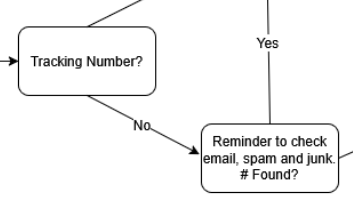 Yes
Tracking Number?
No
Reminder to check
email, spam and junk.
# Found?